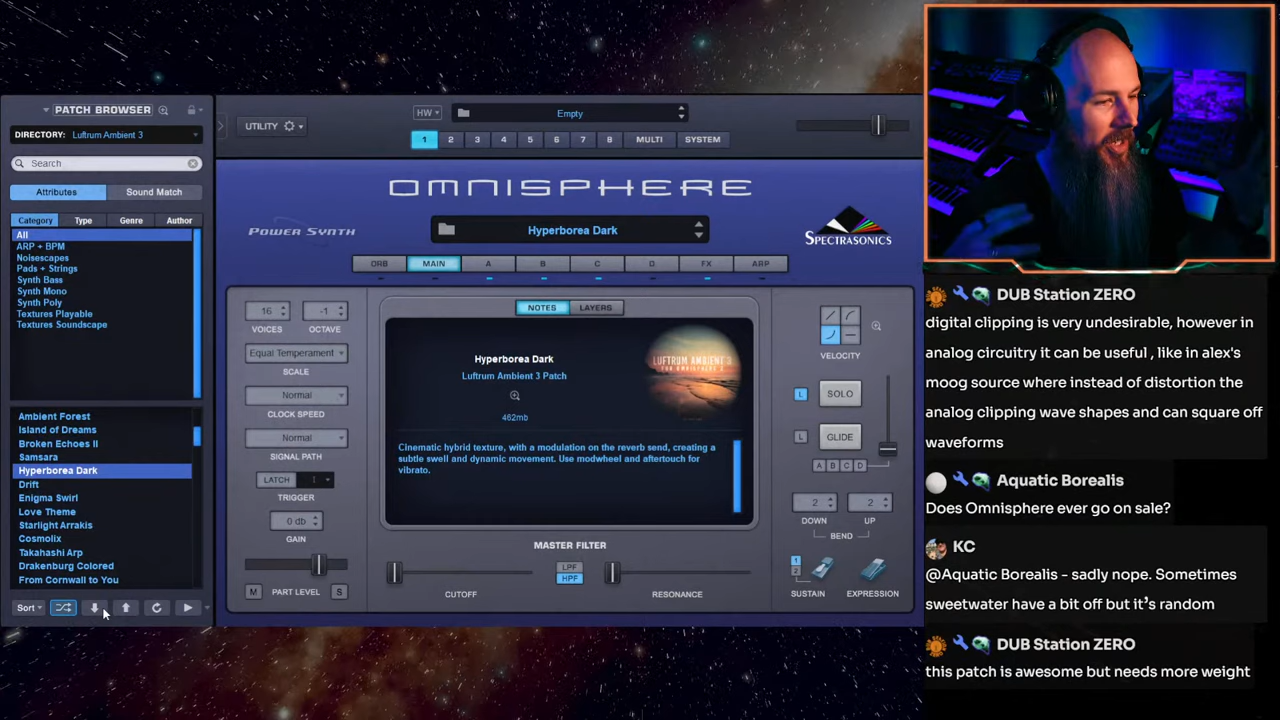 PATCH BROWSER
DIRECTORY: Luftrum Ambient 3
Search
Attributes Sound Match
Category Type Genre Author
All
ARP + BPM
Noisescapes
Pads + Strings
Synth Bass
Synth Mono
Synth Poly
Textures Playable
Textures Soundscape
Ambient Forest
Island of Dreams
Broken Echoes II
Samsara
Hyperborea Dark
Drift
Enigma Swirl
Love Theme
Starlight Arrakis
Cosmolix
Takahashi Arp
Drakenburg Colored
From Cornwall to You
Sort
UTILITY
HW
Empty
1 2 3 4 5 6 7 8 MULTI SYSTEM
OMNISPHERE
POWER SYNTH
Hyperborea Dark
SPECTRASONICS
ORB MAIN A B C D FX ARP
16 -1
VOICES OCTAVE
Equal Temperament
SCALE
Normal
CLOCK SPEED
Normal
SIGNAL PATH
LATCH 1
TRIGGER
0 db
GAIN
M PART LEVEL S
NOTES LAYERS
Hyperborea Dark
Luftrum Ambient 3 Patch
462mb
LUFTRUM AMBIENT 3
FOR OMNISPHERE 2
Cinematic hybrid texture, with a modulation on the reverb send, creating a
subtle swell and dynamic movement. Use modwheel and aftertouch for
vibrato.
MASTER FILTER
LPF
HPF
CUTOFF RESONANCE
VELOCITY
L SOLO
L GLIDE
A B C D
2 2
DOWN UP
BEND
1
2
SUSTAIN EXPRESSION
DUB Station ZERO
digital clipping is very undesirable, however in
analog circuitry it can be useful , like in alex's
moog source where instead of distortion the
analog clipping wave shapes and can square off
waveforms
Aquatic Borealis
Does Omnisphere ever go on sale?
KC
@Aquatic Borealis - sadly nope. Sometimes
sweetwater have a bit off but it's random
DUB Station ZERO
this patch is awesome but needs more weight